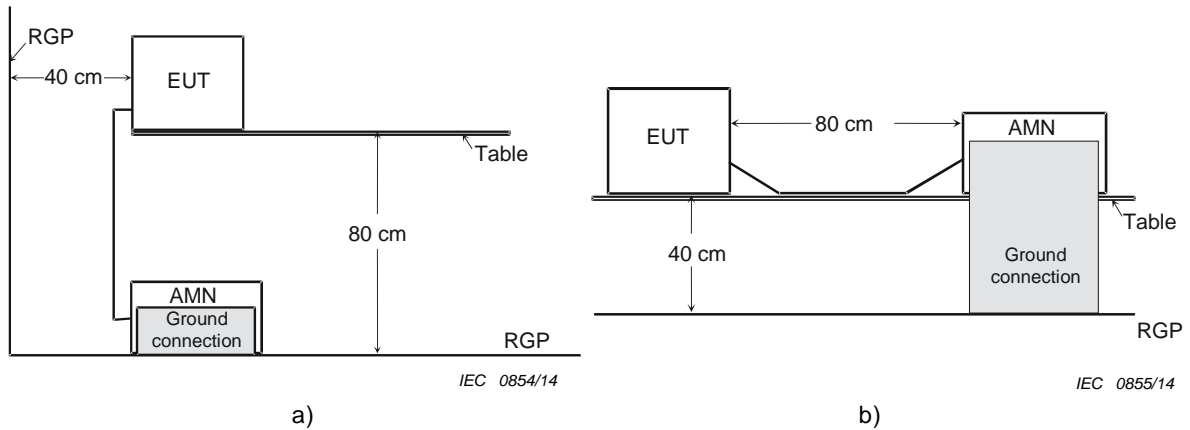 RGP
40 cm
EUT
Table
80 cm
AMN
Ground
connection
RGP
IEC 0854/14
a)
EUT
80 cm
AMN
Table
40 cm
Ground
connection
RGP
IEC 0855/14
b)